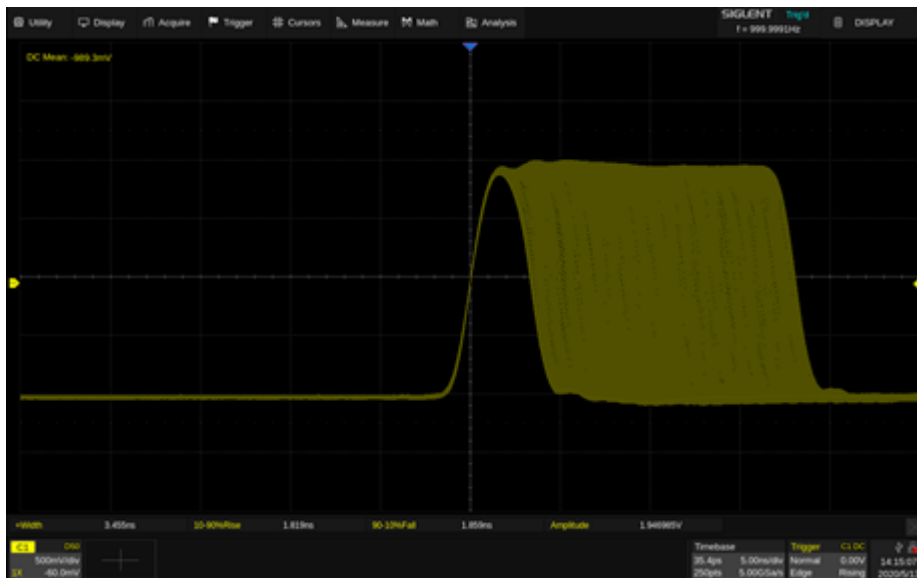 Utility Display Acquire Trigger Cursors Measure Math Analysis SIGLENT Trig'd DISPLAY
f = 999.9991Hz
DC Mean: -989.3mV
+Width 3.455ns 10-90%Rise 1.819ns 90-10%Fall 1.859ns Amplitude 1.946985V
C1 D50 Timebase Trigger C1 DC
500mV/div 35.4ps 5.00ns/div Normal 0.00V 14:15:07
1X -60.0mV 250pts 5.00GSa/s Edge Rising